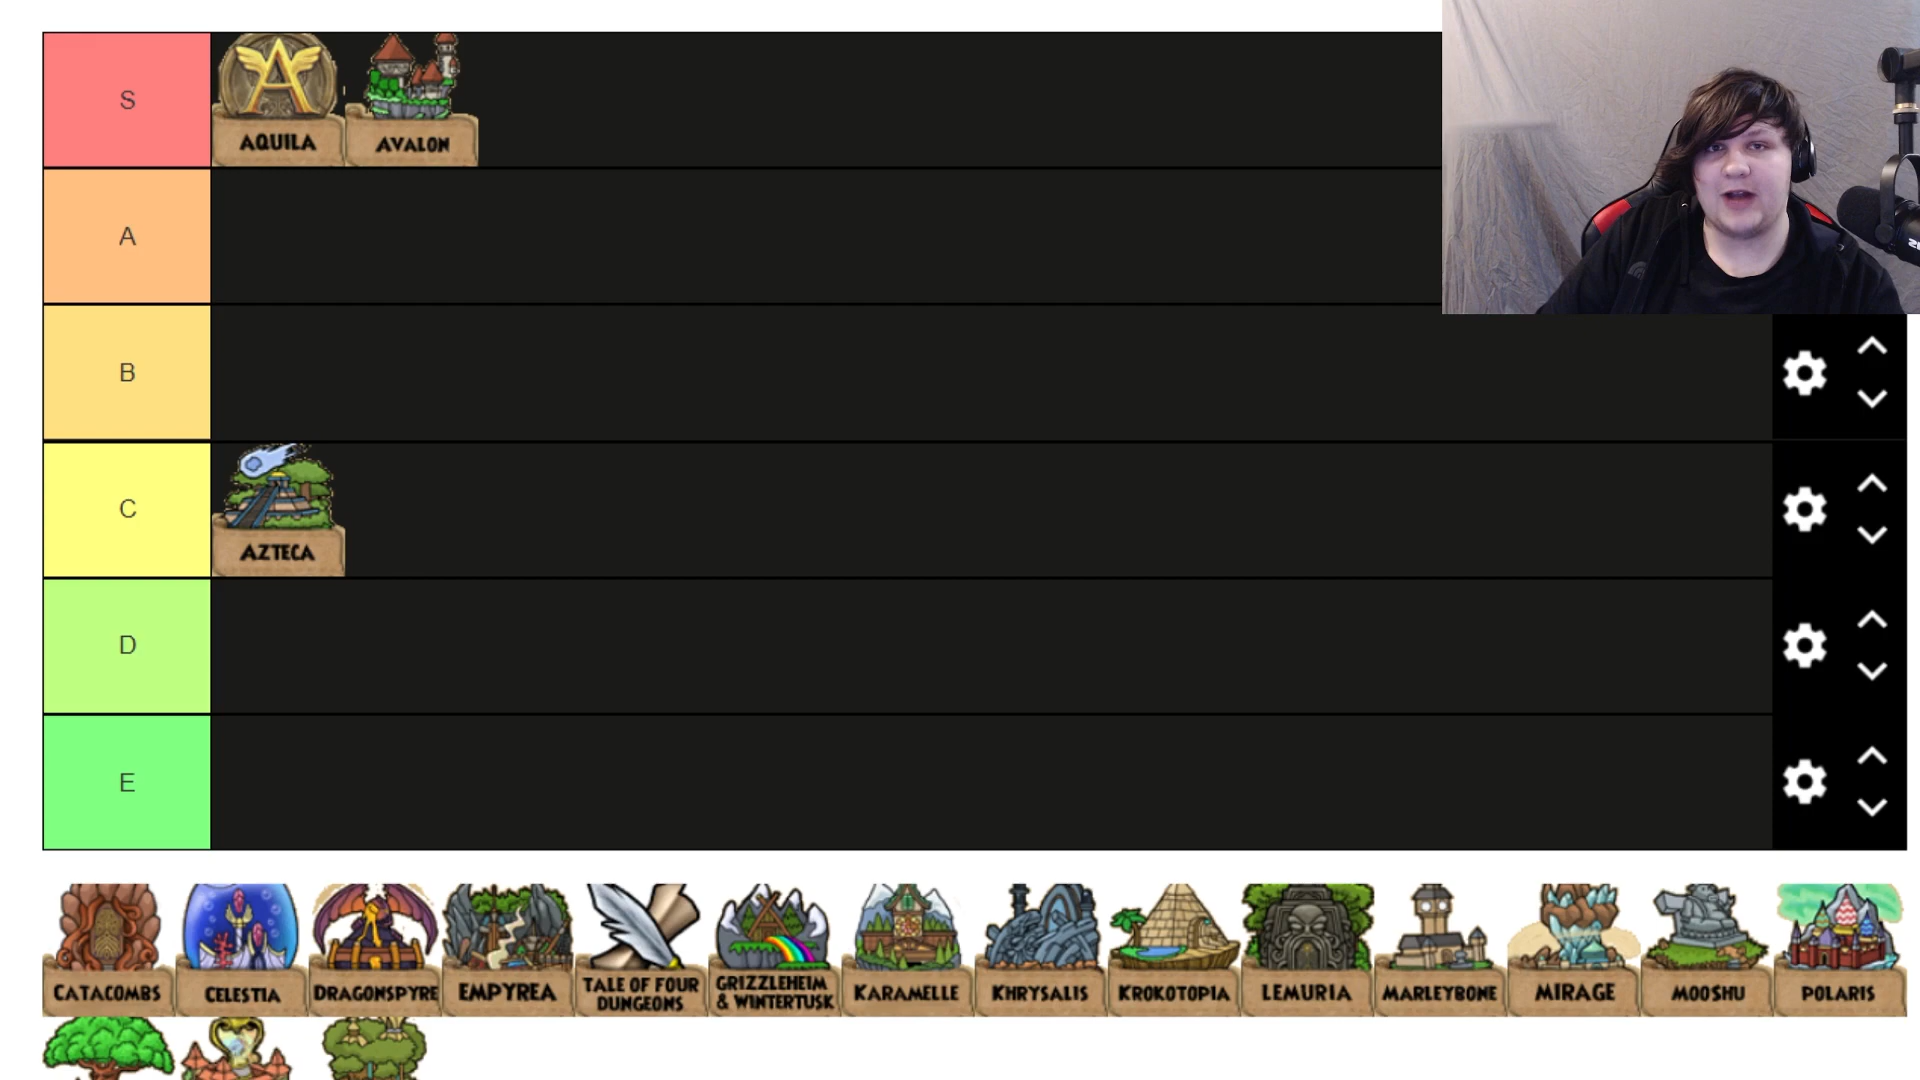 S
A
AQUILA
AVALON
A
B
C
AZTECA
D
E
CATACOMBS
CELESTIA
DRAGONSPYRE
EMPYREA
TALE OF FOUR
DUNGEONS
GRIZZLEHEIM
& WINTERTUSK
KARAMELLE
KHRYSALIS
KROKOTOPIA
LEMURIA
MARLEYBONE
MIRAGE
MOOSHU
POLARIS